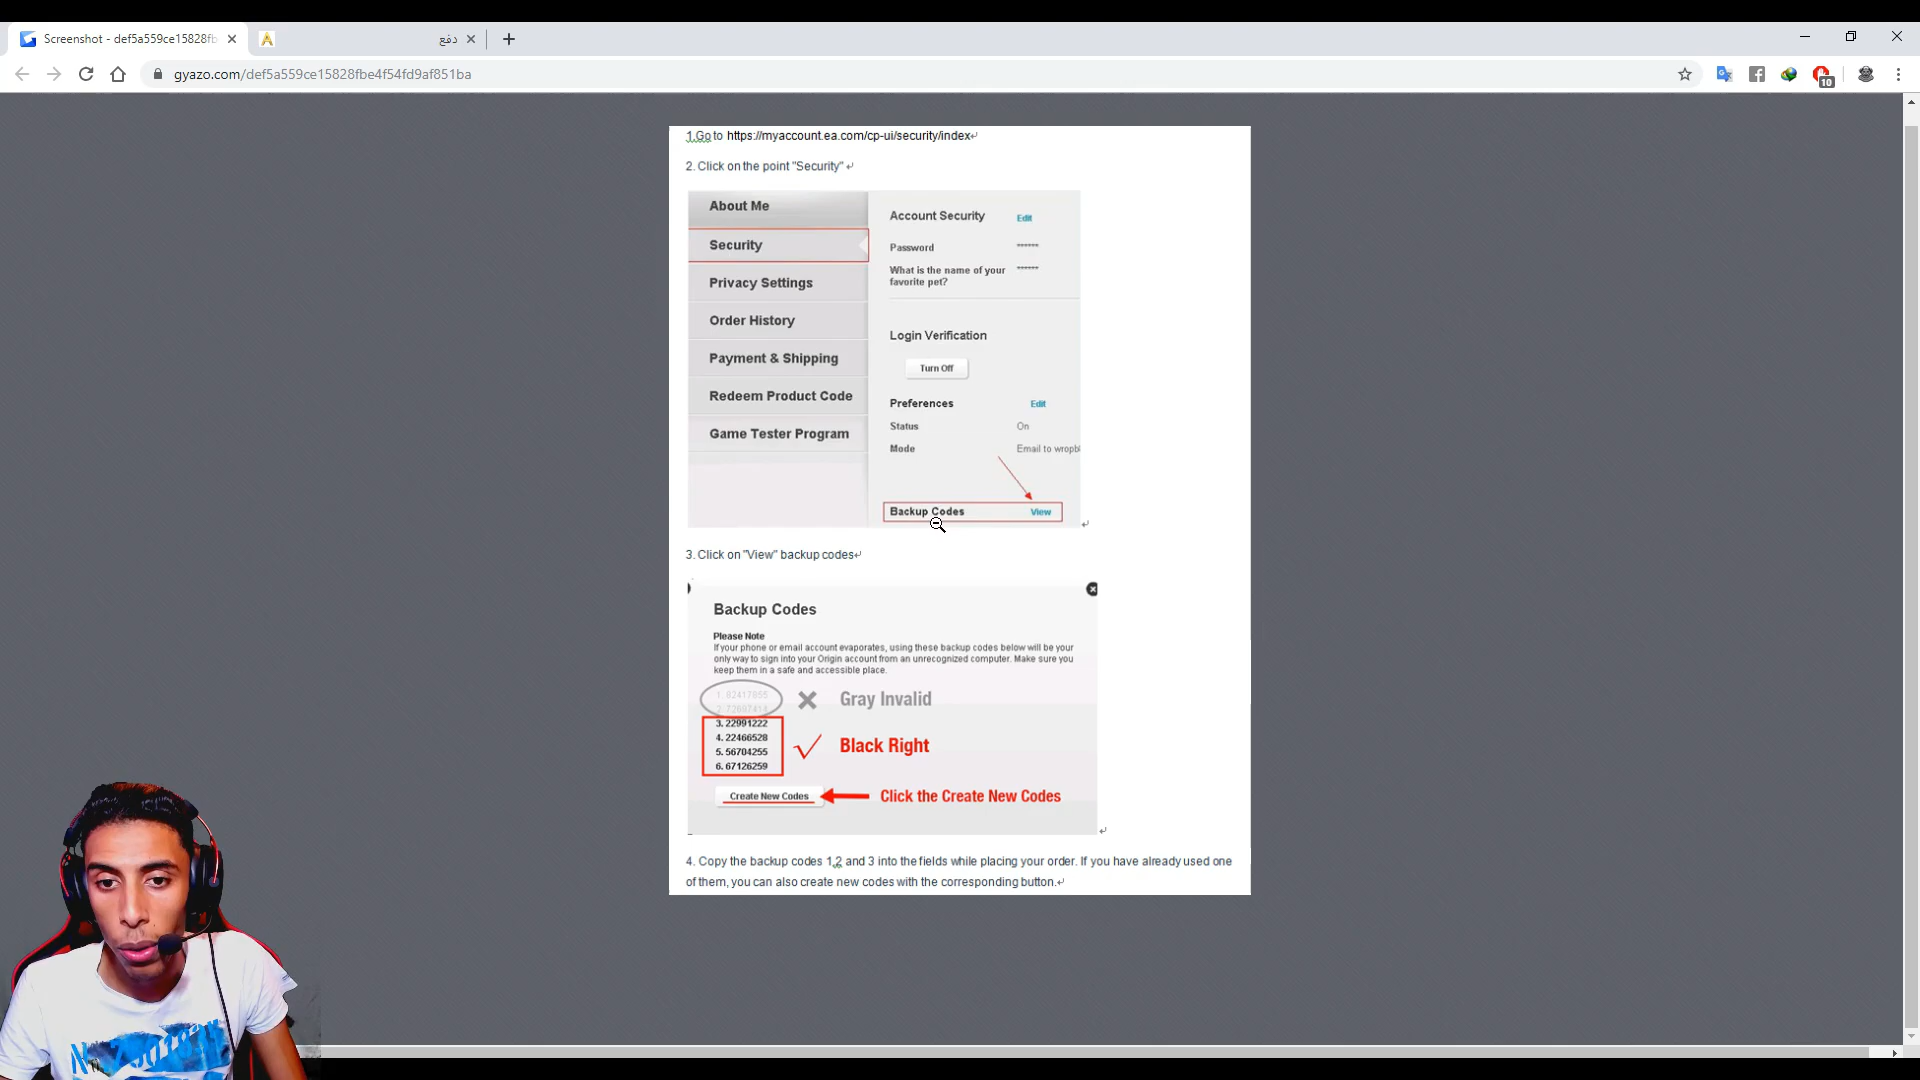 Screenshot - def5a559ce15828fb
دفع
gyazo.com/def5a559ce15828fbe4f54fd9af851ba
10
1.Go to https://myaccount.ea.com/cp-ui/security/index
2. Click on the point "Security"
About Me
Security
Privacy Settings
Order History
Payment & Shipping
Redeem Product Code
Game Tester Program
Account Security Edit
Password ******
What is the name of your ******
favorite pet?
Login Verification
Turn Off
Preferences Edit
Status On
Mode Email to wropbl
Backup Codes View
3. Click on "View" backup codes
Backup Codes
Please Note
If your phone or email account evaporates, using these backup codes below will be your
only way to sign into your Origin account from an unrecognized computer. Make sure you
keep them in a safe and accessible place.
1. 82417855
2. 72697414
Gray Invalid
3. 22991222
4. 22466528
5. 56704255
6. 67126259
Black Right
Create New Codes
Click the Create New Codes
4. Copy the backup codes 1,2 and 3 into the fields while placing your order. If you have already used one
of them, you can also create new codes with the corresponding button.